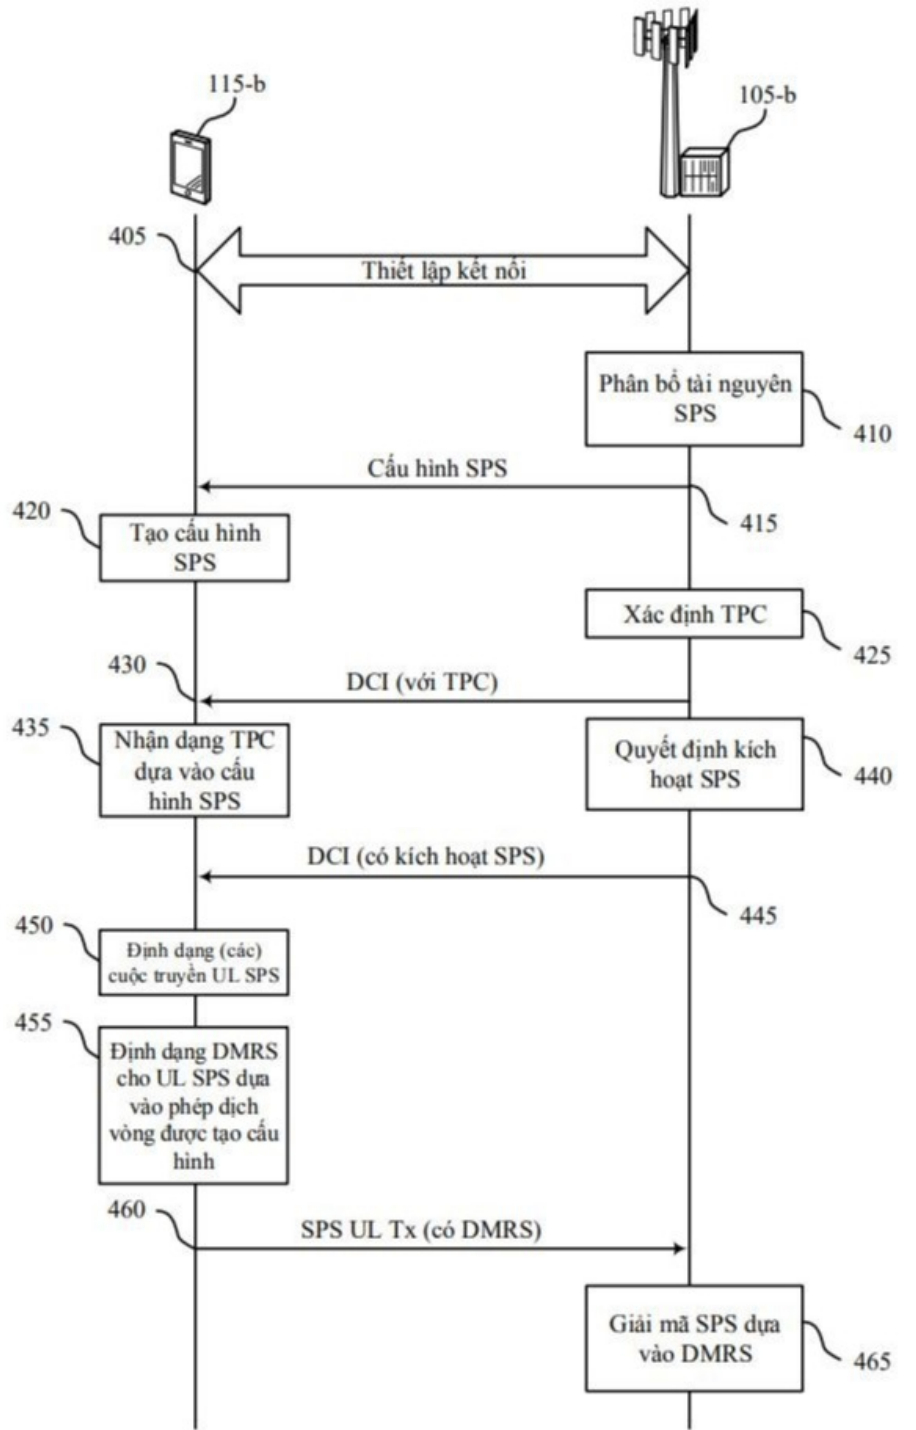 115-b
105-b
405
Thiết lập kết nối
Phân bổ tài nguyên
SPS
410
Cấu hình SPS
415
420
Tạo cấu hình
SPS
Xác định TPC
425
430
DCI (với TPC)
435
Nhận dạng TPC
dựa vào cấu
hình SPS
Quyết định kích
hoạt SPS
440
DCI (có kích hoạt SPS)
445
450
Định dạng (các)
cuộc truyền UL SPS
455
Định dạng DMRS
cho UL SPS dựa
vào phép dịch
vòng được tạo cấu
hình
460
SPS UL Tx (có DMRS)
Giải mã SPS dựa
vào DMRS
465